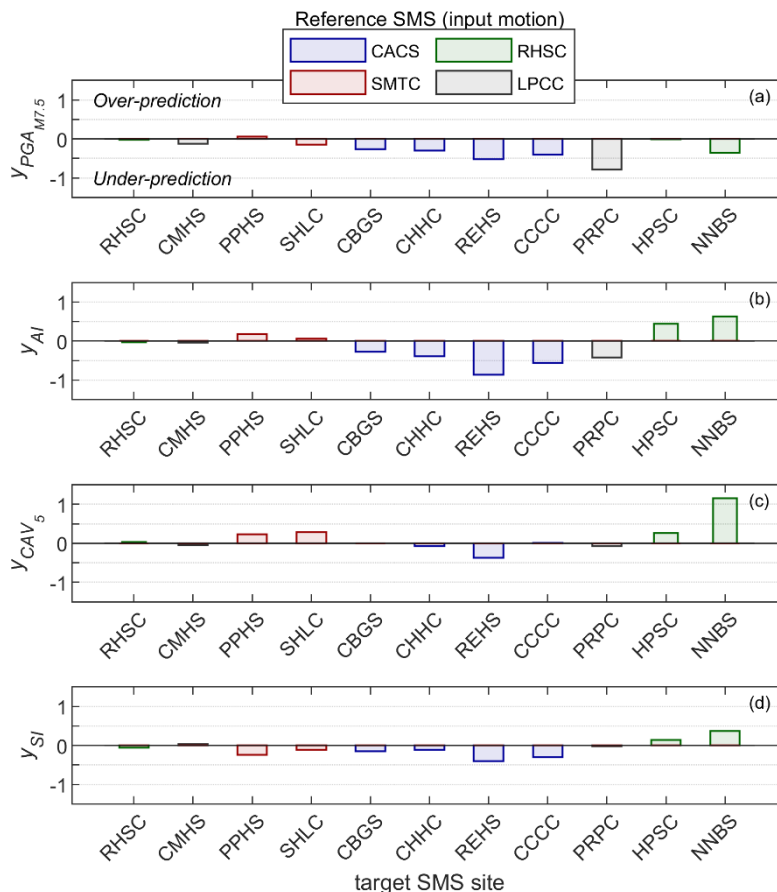 Reference SMS (input motion)
CACS RHSC
SMTC LPCC
1 Over-prediction (a)
0
-1 Under-prediction
y_PGA_M7.5
RHSC CMHS PPHS SHLC CBGS CHHC REHS CCCC PRPC HPSC NNBS
1 (b)
0
-1
y_AI
RHSC CMHS PPHS SHLC CBGS CHHC REHS CCCC PRPC HPSC NNBS
1 (c)
0
-1
y_CAV_5
RHSC CMHS PPHS SHLC CBGS CHHC REHS CCCC PRPC HPSC NNBS
1 (d)
0
-1
y_SI
RHSC CMHS PPHS SHLC CBGS CHHC REHS CCCC PRPC HPSC NNBS
target SMS site